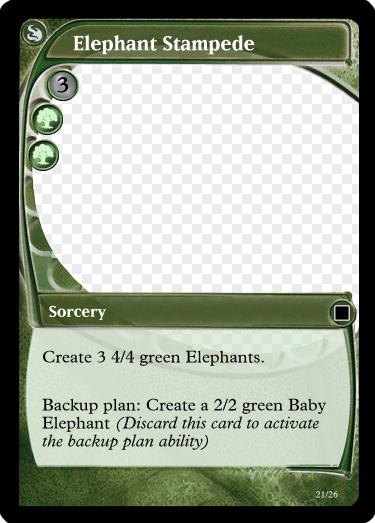 Elephant Stampede
3
Sorcery
Create 3 4/4 green Elephants.
Backup plan: Create a 2/2 green Baby
Elephant (Discard this card to activate
the backup plan ability)
21/26